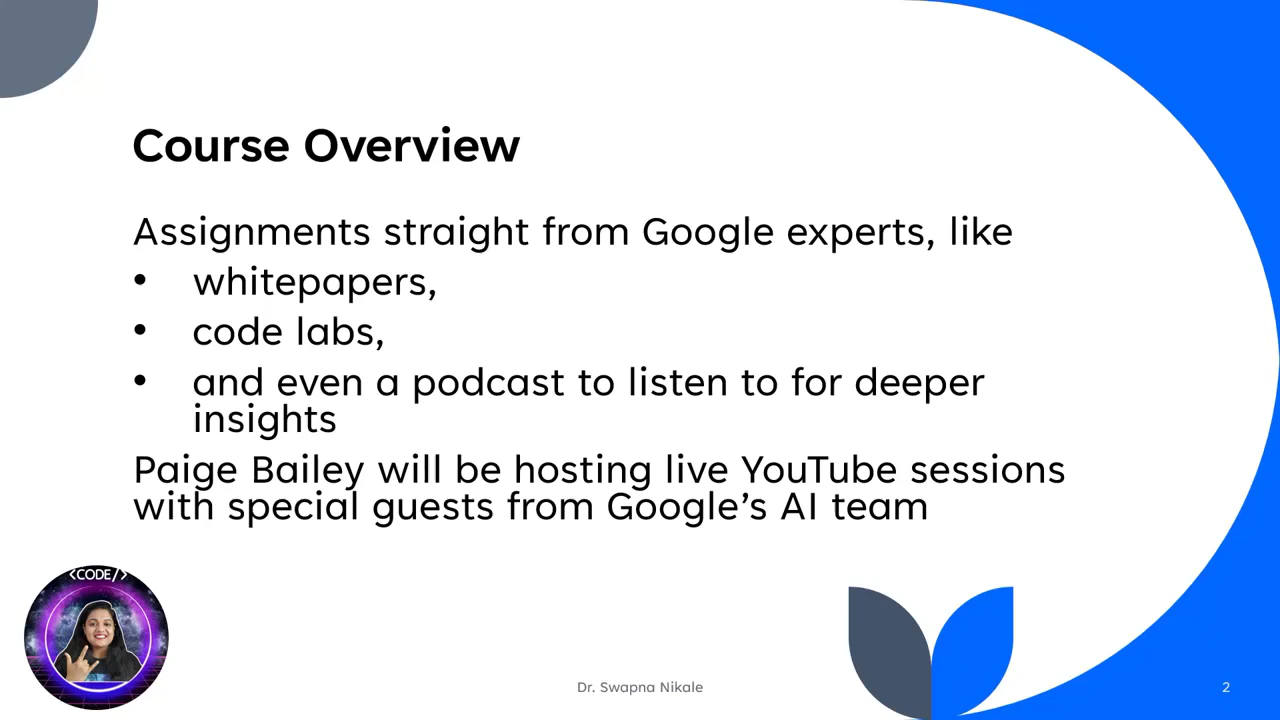 Course Overview
Assignments straight from Google experts, like
• whitepapers,
• code labs,
• and even a podcast to listen to for deeper
insights
Paige Bailey will be hosting live YouTube sessions
with special guests from Google’s AI team
<CODE/>
Dr. Swapna Nikale
2